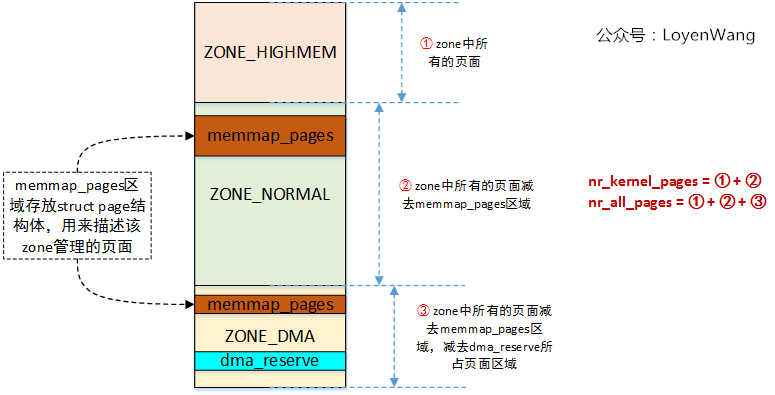 公众号：LoyenWang
ZONE_HIGHMEM
① zone中所
有的页面
memmap_pages
memmap_pages区
域存放struct page结
构体，用来描述该
zone管理的页面
ZONE_NORMAL
② zone中所有的页面减
去memmap_pages区域
nr_kernel_pages = ① + ②
nr_all_pages = ① + ② + ③
memmap_pages
ZONE_DMA
dma_reserve
③ zone中所有的页面减
去memmap_pages区
域，减去dma_reserve所
占页面区域